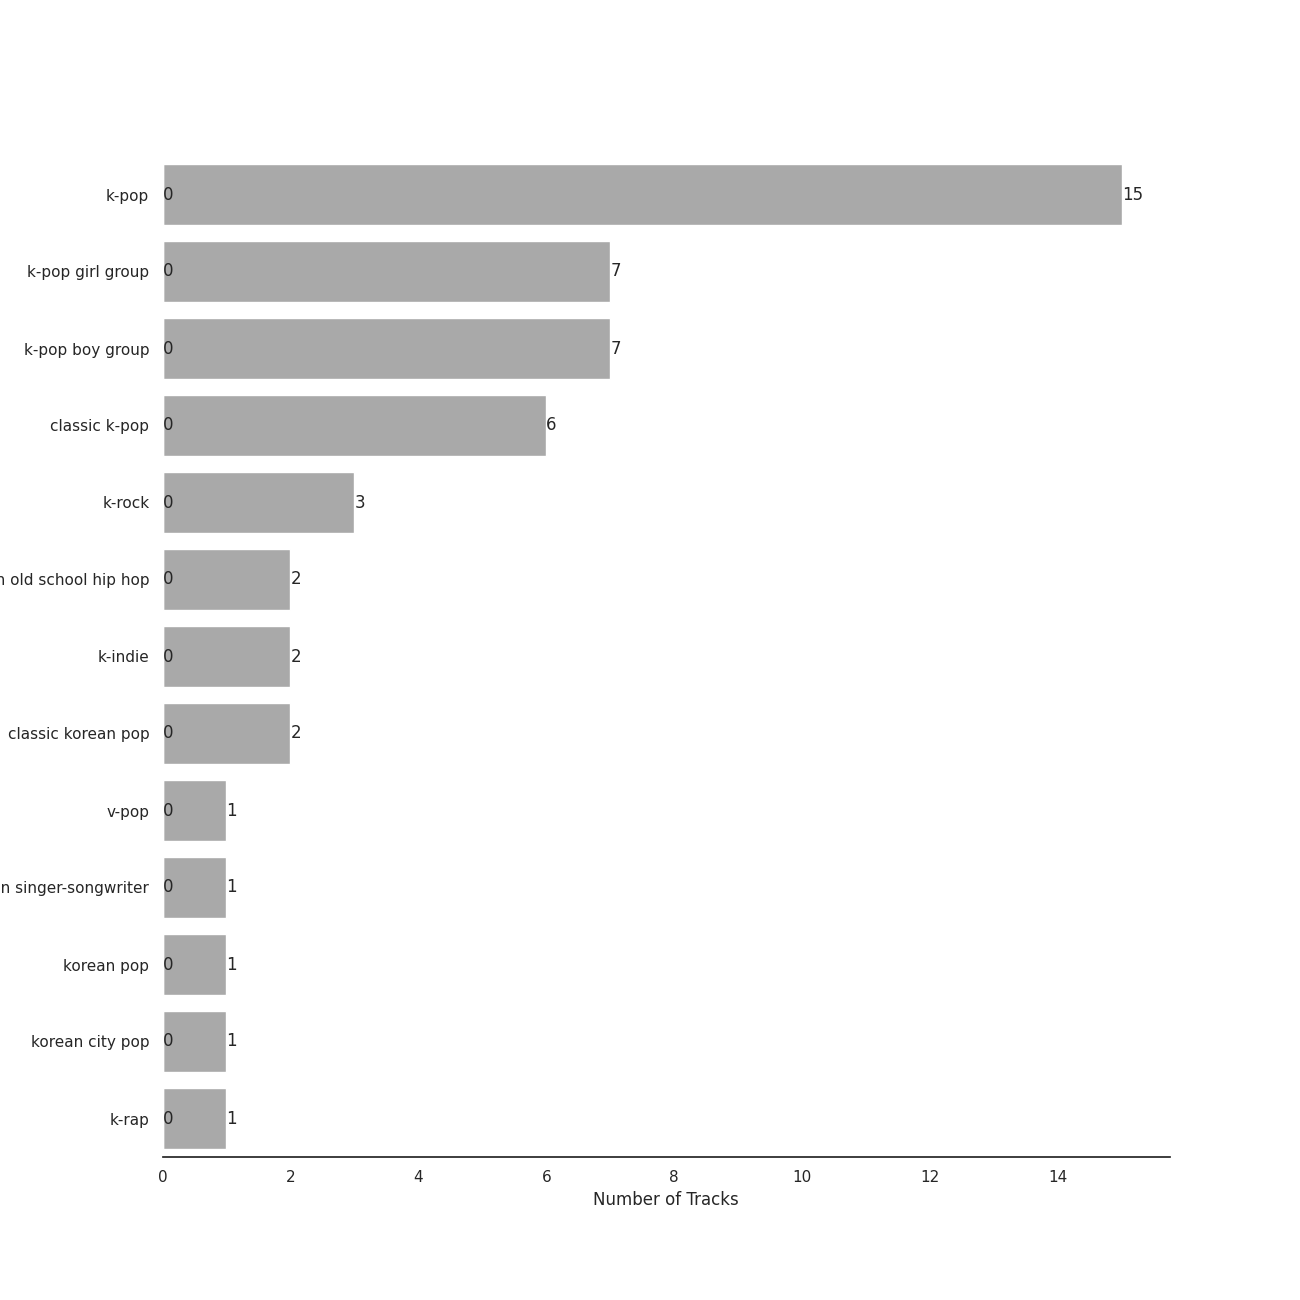 k-pop 0 15
k-pop girl group 0 7
k-pop boy group 0 7
classic k-pop 0 6
k-rock 0 3
old school hip hop 0 2
k-indie 0 2
classic korean pop 0 2
v-pop 0 1
singer-songwriter 0 1
korean pop 0 1
korean city pop 0 1
k-rap 0 1
0 2 4 6 8 10 12 14
Number of Tracks